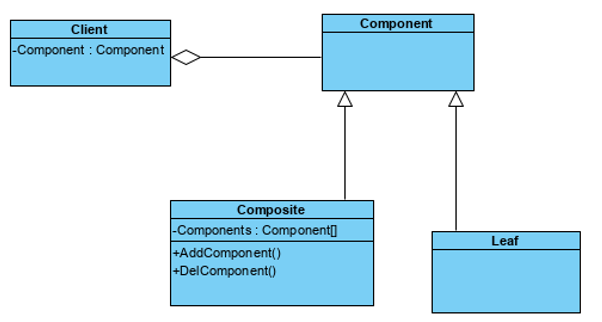 Client
-Component : Component
Component
Composite
-Components : Component[]
+AddComponent()
+DelComponent()
Leaf